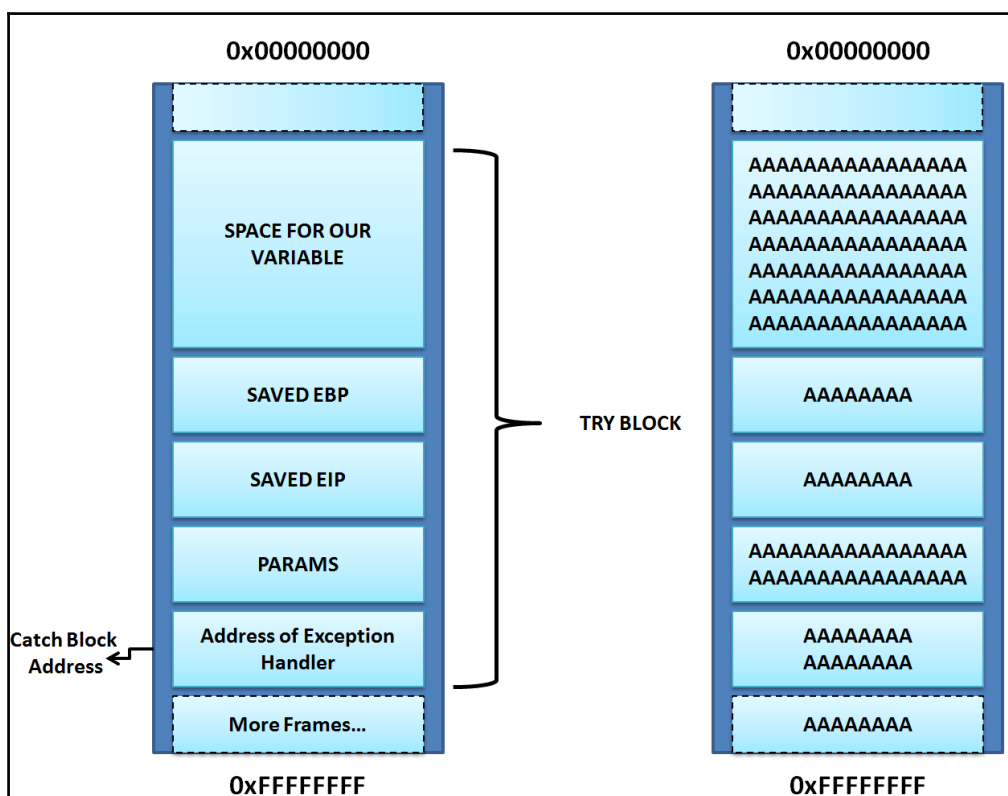 0x00000000
SPACE FOR OUR
VARIABLE
SAVED EBP
SAVED EIP
PARAMS
Address of Exception
Handler
More Frames...
0xFFFFFFFF
Catch Block
Address
TRY BLOCK
0x00000000
AAAAAAAAAAAAAAAA
AAAAAAAAAAAAAAAA
AAAAAAAAAAAAAAAA
AAAAAAAAAAAAAAAA
AAAAAAAAAAAAAAAA
AAAAAAAAAAAAAAAA
AAAAAAAAAAAAAAAA
AAAAAAAA
AAAAAAAA
AAAAAAAAAAAAAAAA
AAAAAAAAAAAAAAAA
AAAAAAAA
AAAAAAAA
AAAAAAAA
0xFFFFFFFF